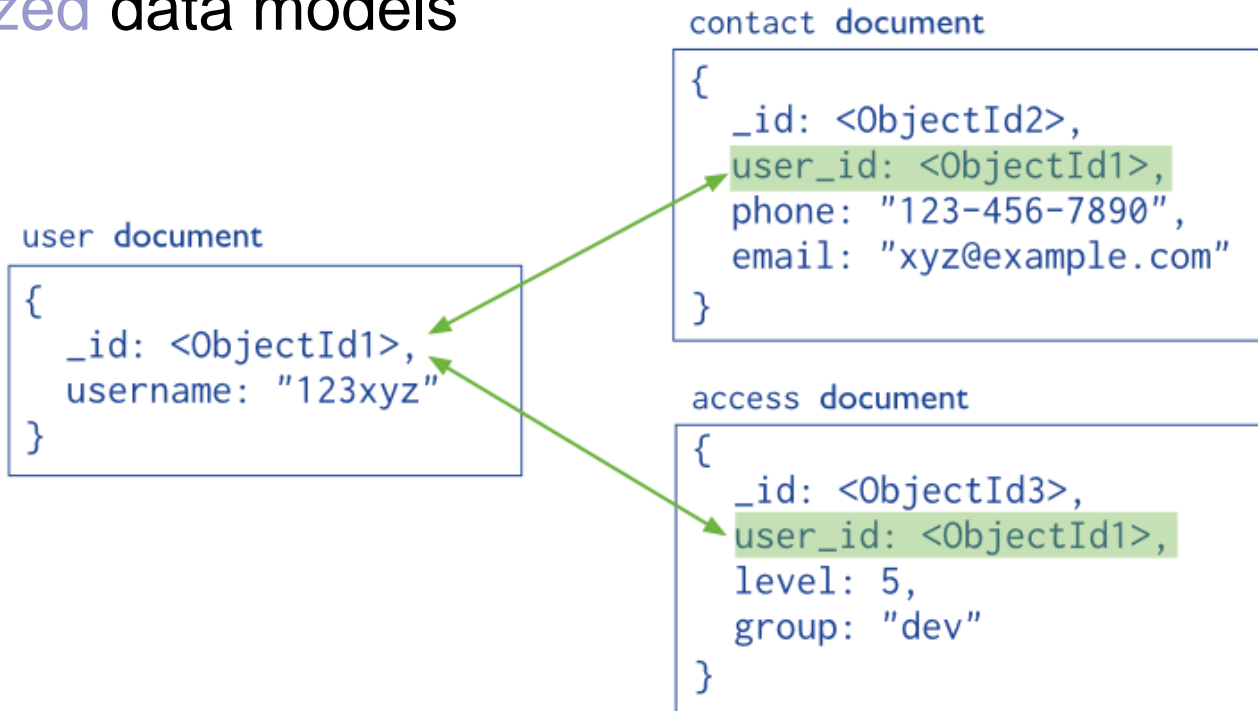 zed data models
contact document
{
_id: <ObjectId2>,
user_id: <ObjectId1>,
phone: "123-456-7890",
email: "xyz@example.com"
}
user document
{
_id: <ObjectId1>,
username: "123xyz"
}
access document
{
_id: <ObjectId3>,
user_id: <ObjectId1>,
level: 5,
group: "dev"
}